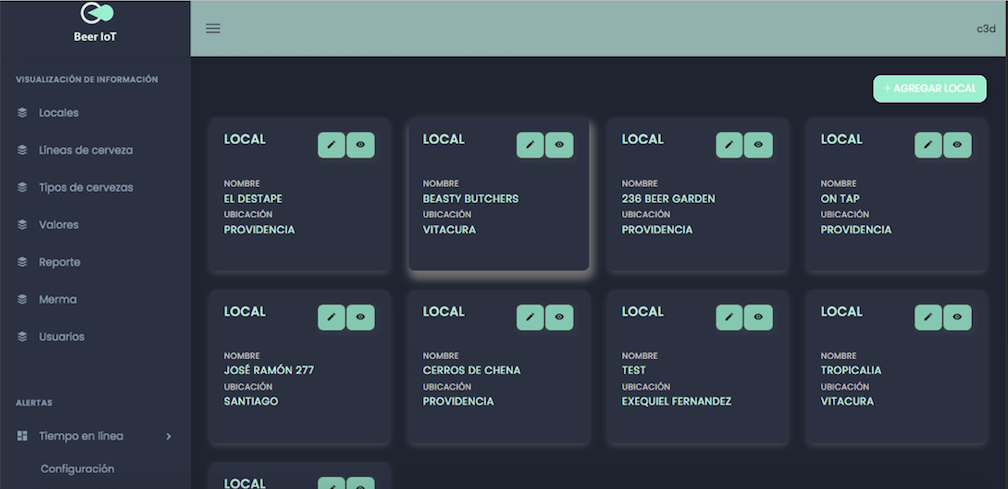 Beer IoT
c3d
VISUALIZACIÓN DE INFORMACIÓN
Locales
Líneas de cerveza
Tipos de cervezas
Valores
Reporte
Merma
Usuarios
ALERTAS
Tiempo en línea
Configuración
+ AGREGAR LOCAL
LOCAL
NOMBRE
EL DESTAPE
UBICACIÓN
PROVIDENCIA
LOCAL
NOMBRE
BEASTY BUTCHERS
UBICACIÓN
VITACURA
LOCAL
NOMBRE
236 BEER GARDEN
UBICACIÓN
PROVIDENCIA
LOCAL
NOMBRE
ON TAP
UBICACIÓN
PROVIDENCIA
LOCAL
NOMBRE
JOSÉ RAMÓN 277
UBICACIÓN
SANTIAGO
LOCAL
NOMBRE
CERROS DE CHENA
UBICACIÓN
PROVIDENCIA
LOCAL
NOMBRE
TEST
UBICACIÓN
EXEQUIEL FERNANDEZ
LOCAL
NOMBRE
TROPICALIA
UBICACIÓN
VITACURA
LOCAL